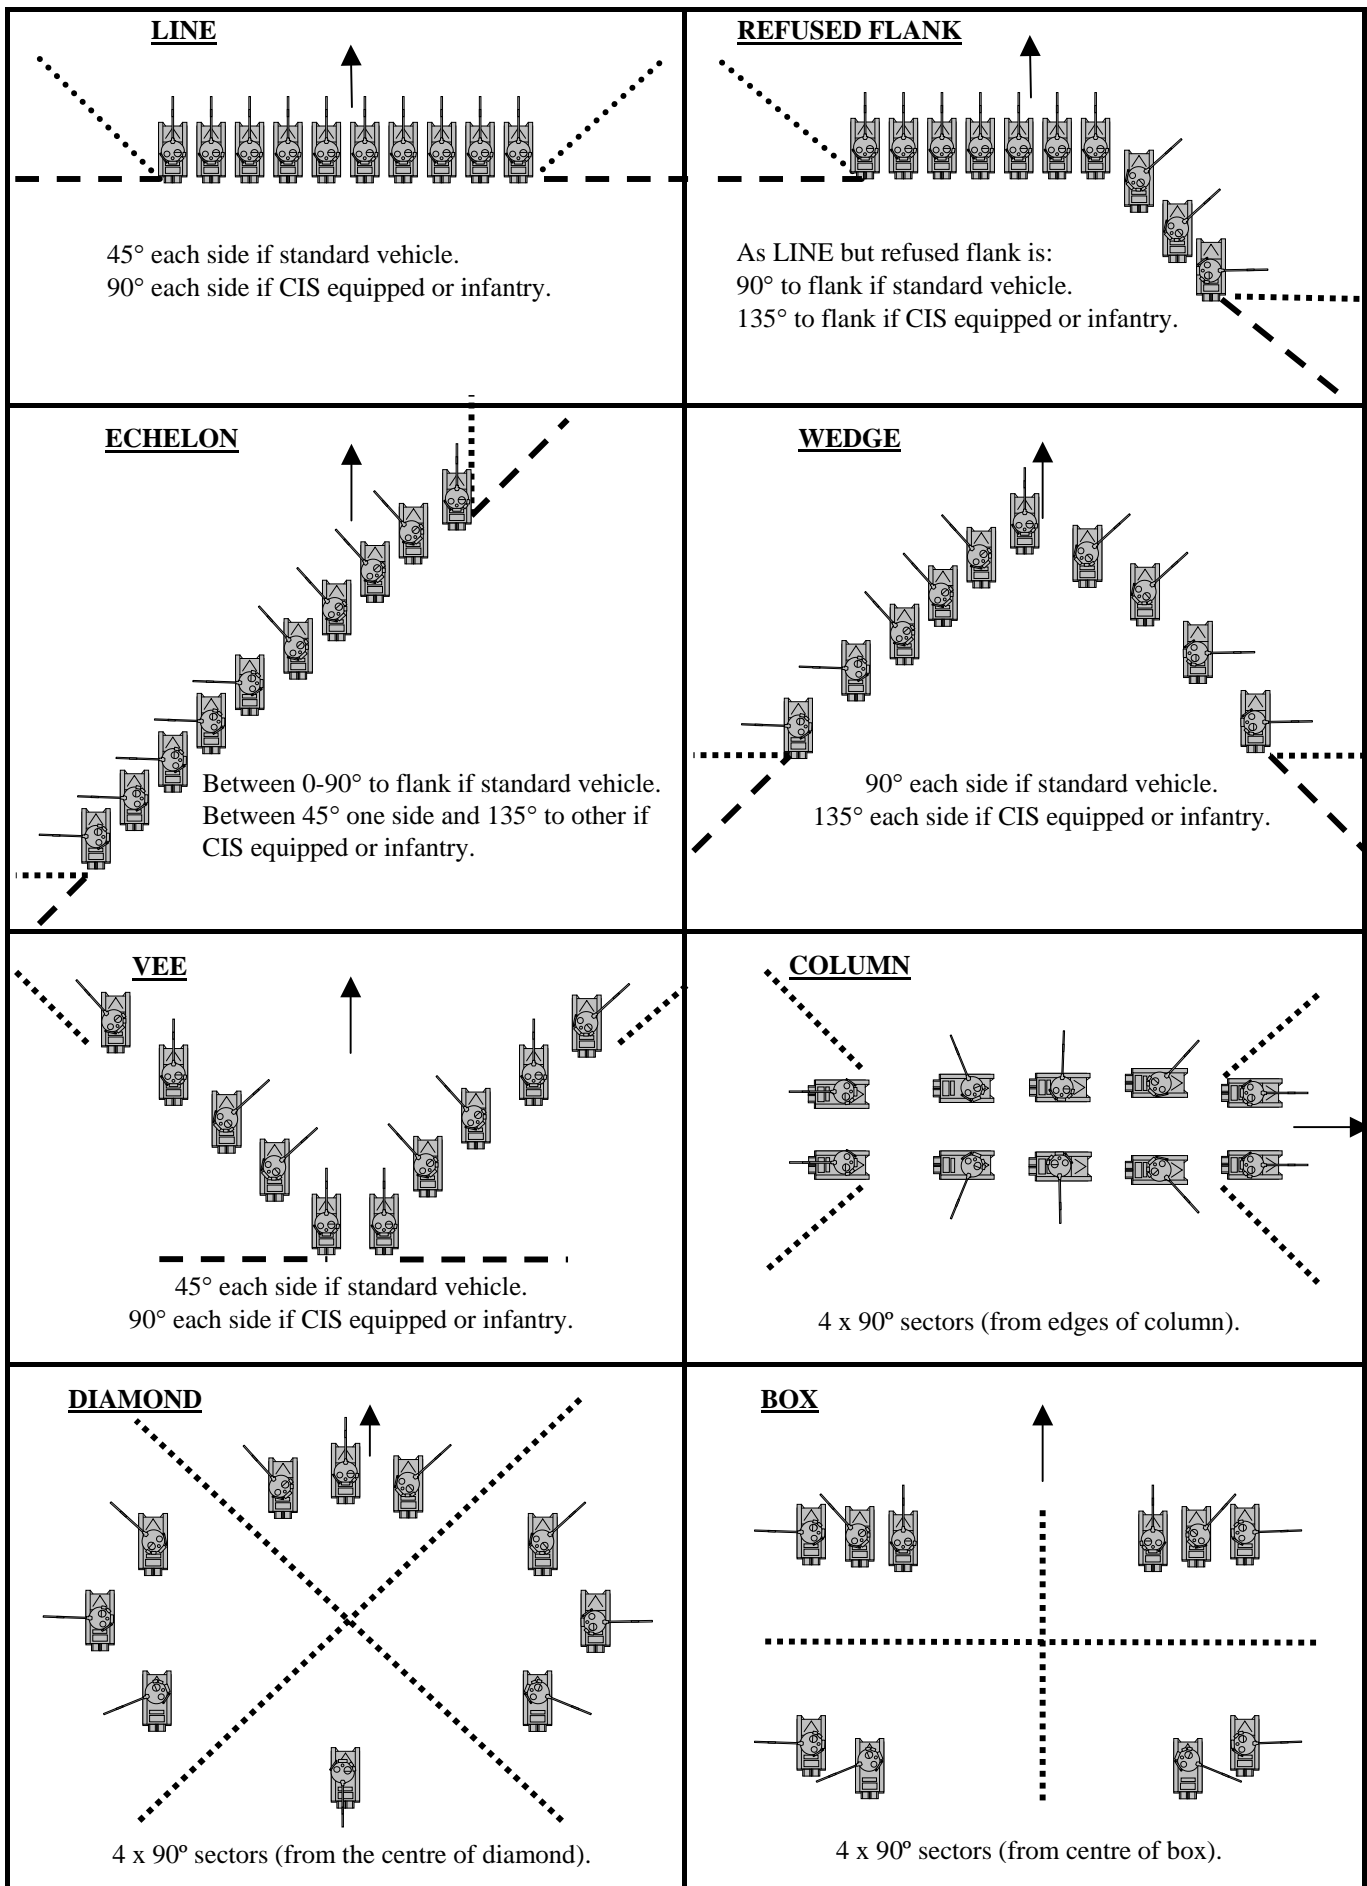 LINE
45° each side if standard vehicle.
90° each side if CIS equipped or infantry.
REFUSED FLANK
As LINE but refused flank is:
90° to flank if standard vehicle.
135° to flank if CIS equipped or infantry.
ECHELON
Between 0-90° to flank if standard vehicle.
Between 45° one side and 135° to other if
CIS equipped or infantry.
WEDGE
90° each side if standard vehicle.
135° each side if CIS equipped or infantry.
VEE
45° each side if standard vehicle.
90° each side if CIS equipped or infantry.
COLUMN
4 x 90º sectors (from edges of column).
DIAMOND
4 x 90º sectors (from the centre of diamond).
BOX
4 x 90º sectors (from centre of box).